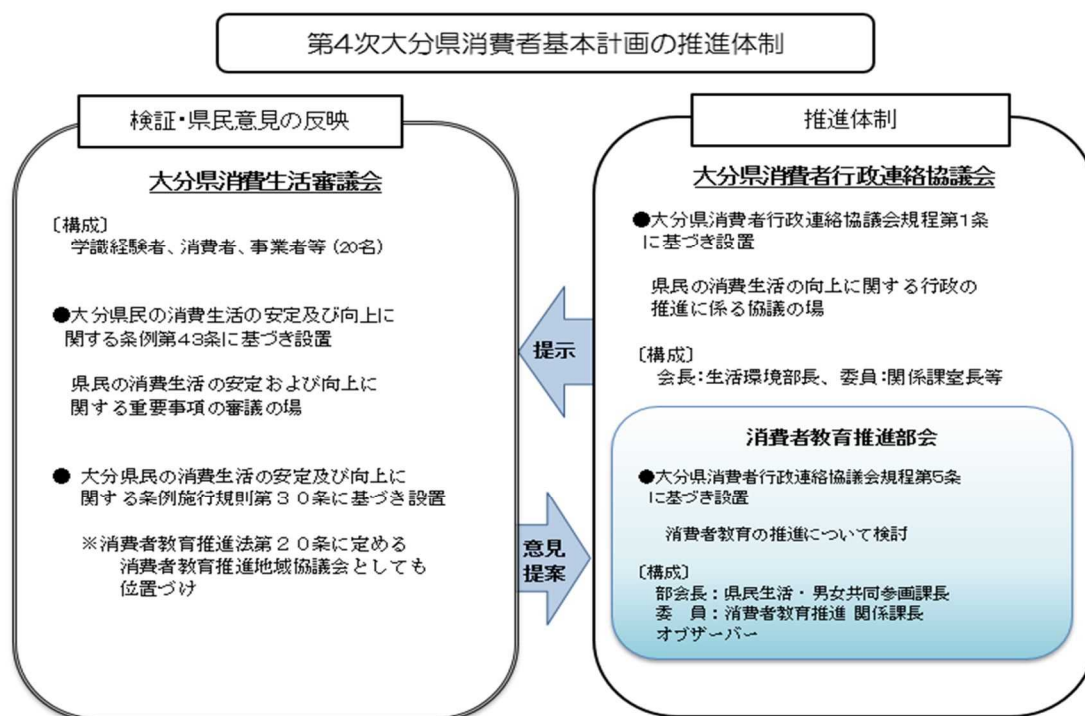 第4次大分県消費者基本計画の推進体制
検証・県民意見の反映
大分県消費生活審議会
〔構成〕
学識経験者、消費者、事業者等（20名）
●大分県民の消費生活の安定及び向上に
関する条例第43条に基づき設置
県民の消費生活の安定および向上に
関する重要事項の審議の場
● 大分県民の消費生活の安定及び向上に
関する条例施行規則第３０条に基づき設置
※消費者教育推進法第２０条に定める
消費者教育推進地域協議会としても
位置づけ
提示
意見
提案
推進体制
大分県消費者行政連絡協議会
●大分県消費者行政連絡協議会規程第1条
に基づき設置
県民の消費生活の向上に関する行政の
推進に係る協議の場
〔構成〕
会長：生活環境部長、委員：関係課室長等
消費者教育推進部会
●大分県消費者行政連絡協議会規程第5条
に基づき設置
消費者教育の推進について検討
〔構成〕
部会長：県民生活・男女共同参画課長
委　員：消費者教育推進 関係課長
オブザーバー